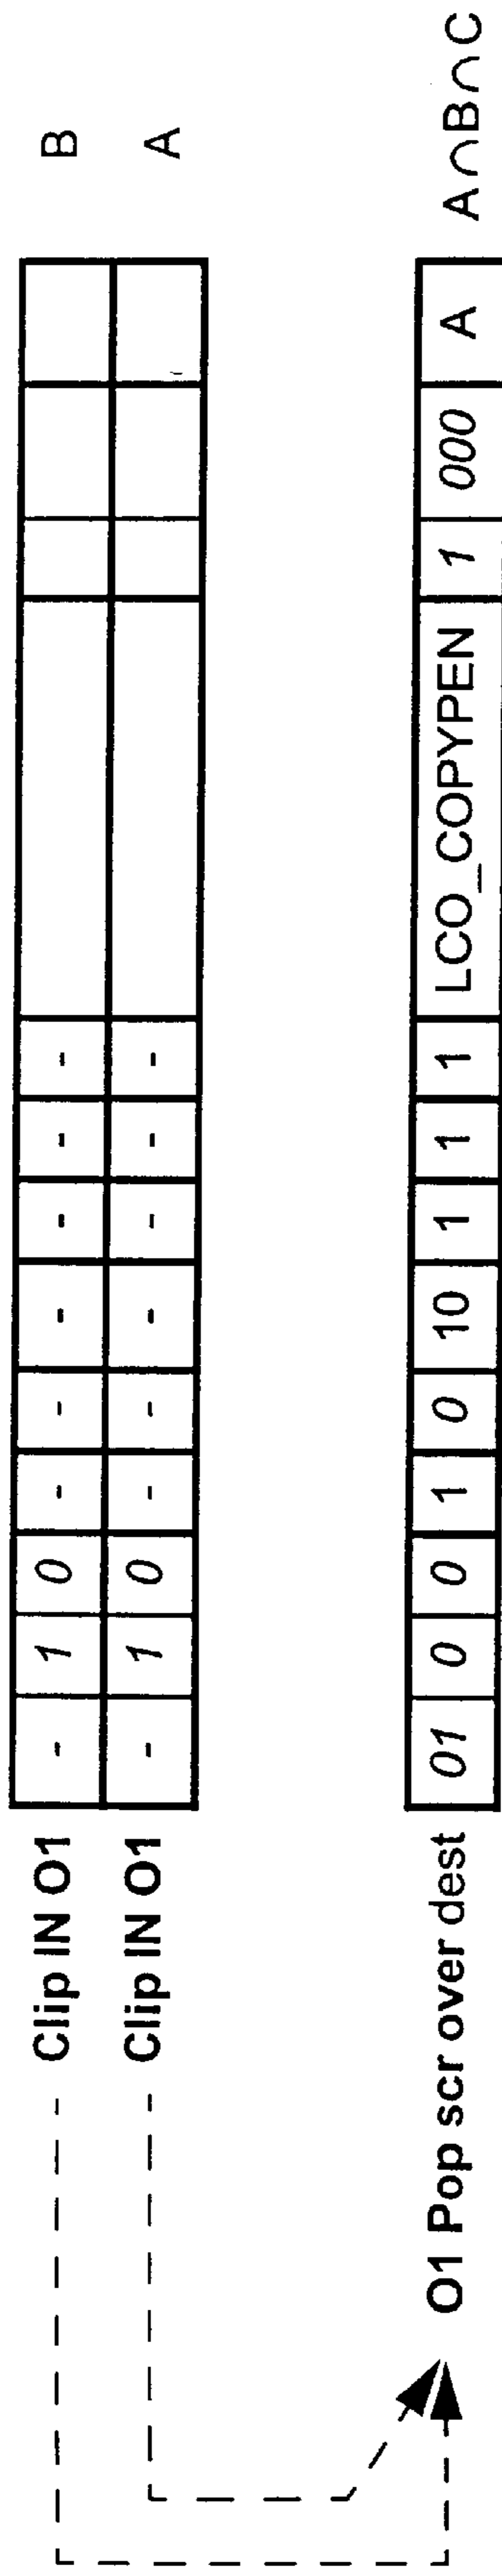 Clip IN O1 - 1 0 - - - - - - B
Clip IN O1 - 1 0 - - - - - - A
O1 Pop scr over dest 01 0 0 1 0 10 1 1 1 LCO_COPYPEN 1 000 A A∩B∩C